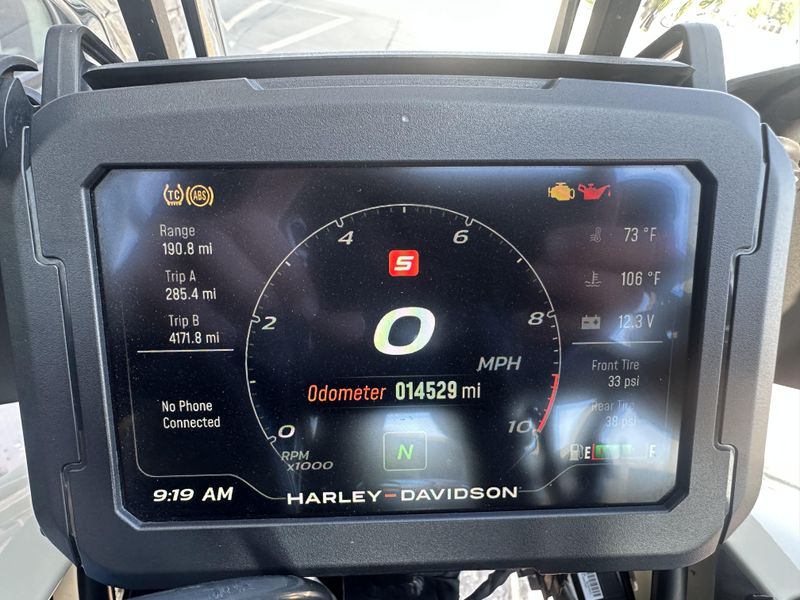 TC ABS
Range
190.8 mi
Trip A
285.4 mi
Trip B
4171.8 mi
No Phone
Connected
9:19 AM
0
2
4
6
8
10
RPM
x1000
S
0
MPH
Odometer 014529 mi
N
HARLEY-DAVIDSON
73 °F
106 °F
12.3 V
Front Tire
33 psi
Rear Tire
38 psi
E F